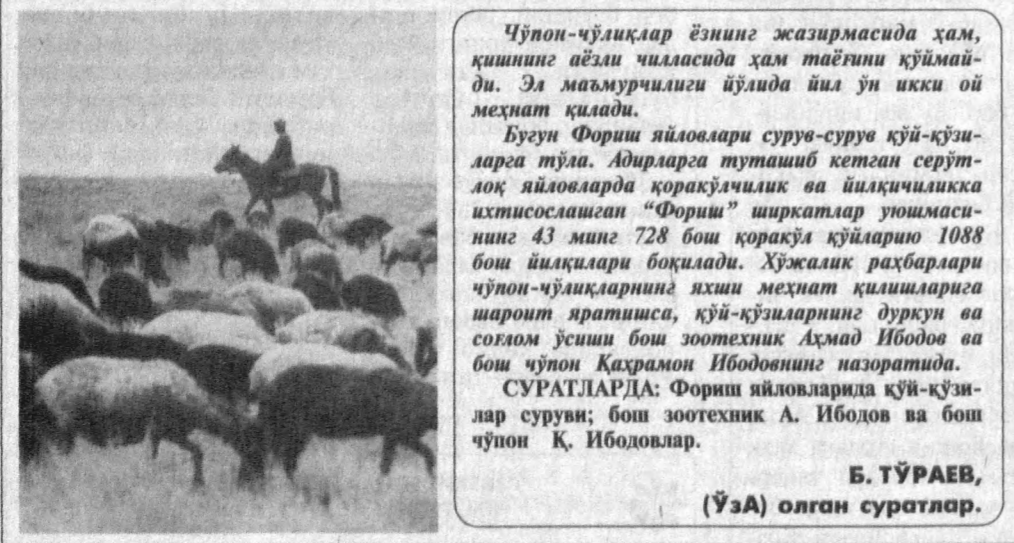 Чўпон-чўлиқлар ёзнинг жазирмасида ҳам,
қишнинг аёзли чилласида ҳам таёғини қўймай-
ди. Эл маъмурчилиги йўлида йил ўн икки ой
меҳнат қилади.
Бугун Фориш яйловлари сурув-сурув қўй-қўзи-
ларга тўла. Адирларга туташиб кетган серўт-
лоқ яйловларда қоракўлчилик ва йилқичиликка
ихтисослашган “Фориш” ширкатлар уюшмаси-
нинг 43 минг 728 бош қоракўл қўйларию 1088
бош йилқилари боқилади. Хўжалик раҳбарлари
чўпон-чўлиқларнинг яхши меҳнат қилишларига
шароит яратишса, қўй-қўзиларнинг дуркун ва
соғлом ўсиши бош зоотехник Аҳмад Ибодов ва
бош чўпон Қаҳрамон Ибодовнинг назоратида.
СУРАТЛАРДА: Фориш яйловларида қўй-қўзи-
лар суруви; бош зоотехник А. Ибодов ва бош
чўпон Қ. Ибодовлар.
Б. ТЎРАЕВ,
(ЎзА) олган суратлар.